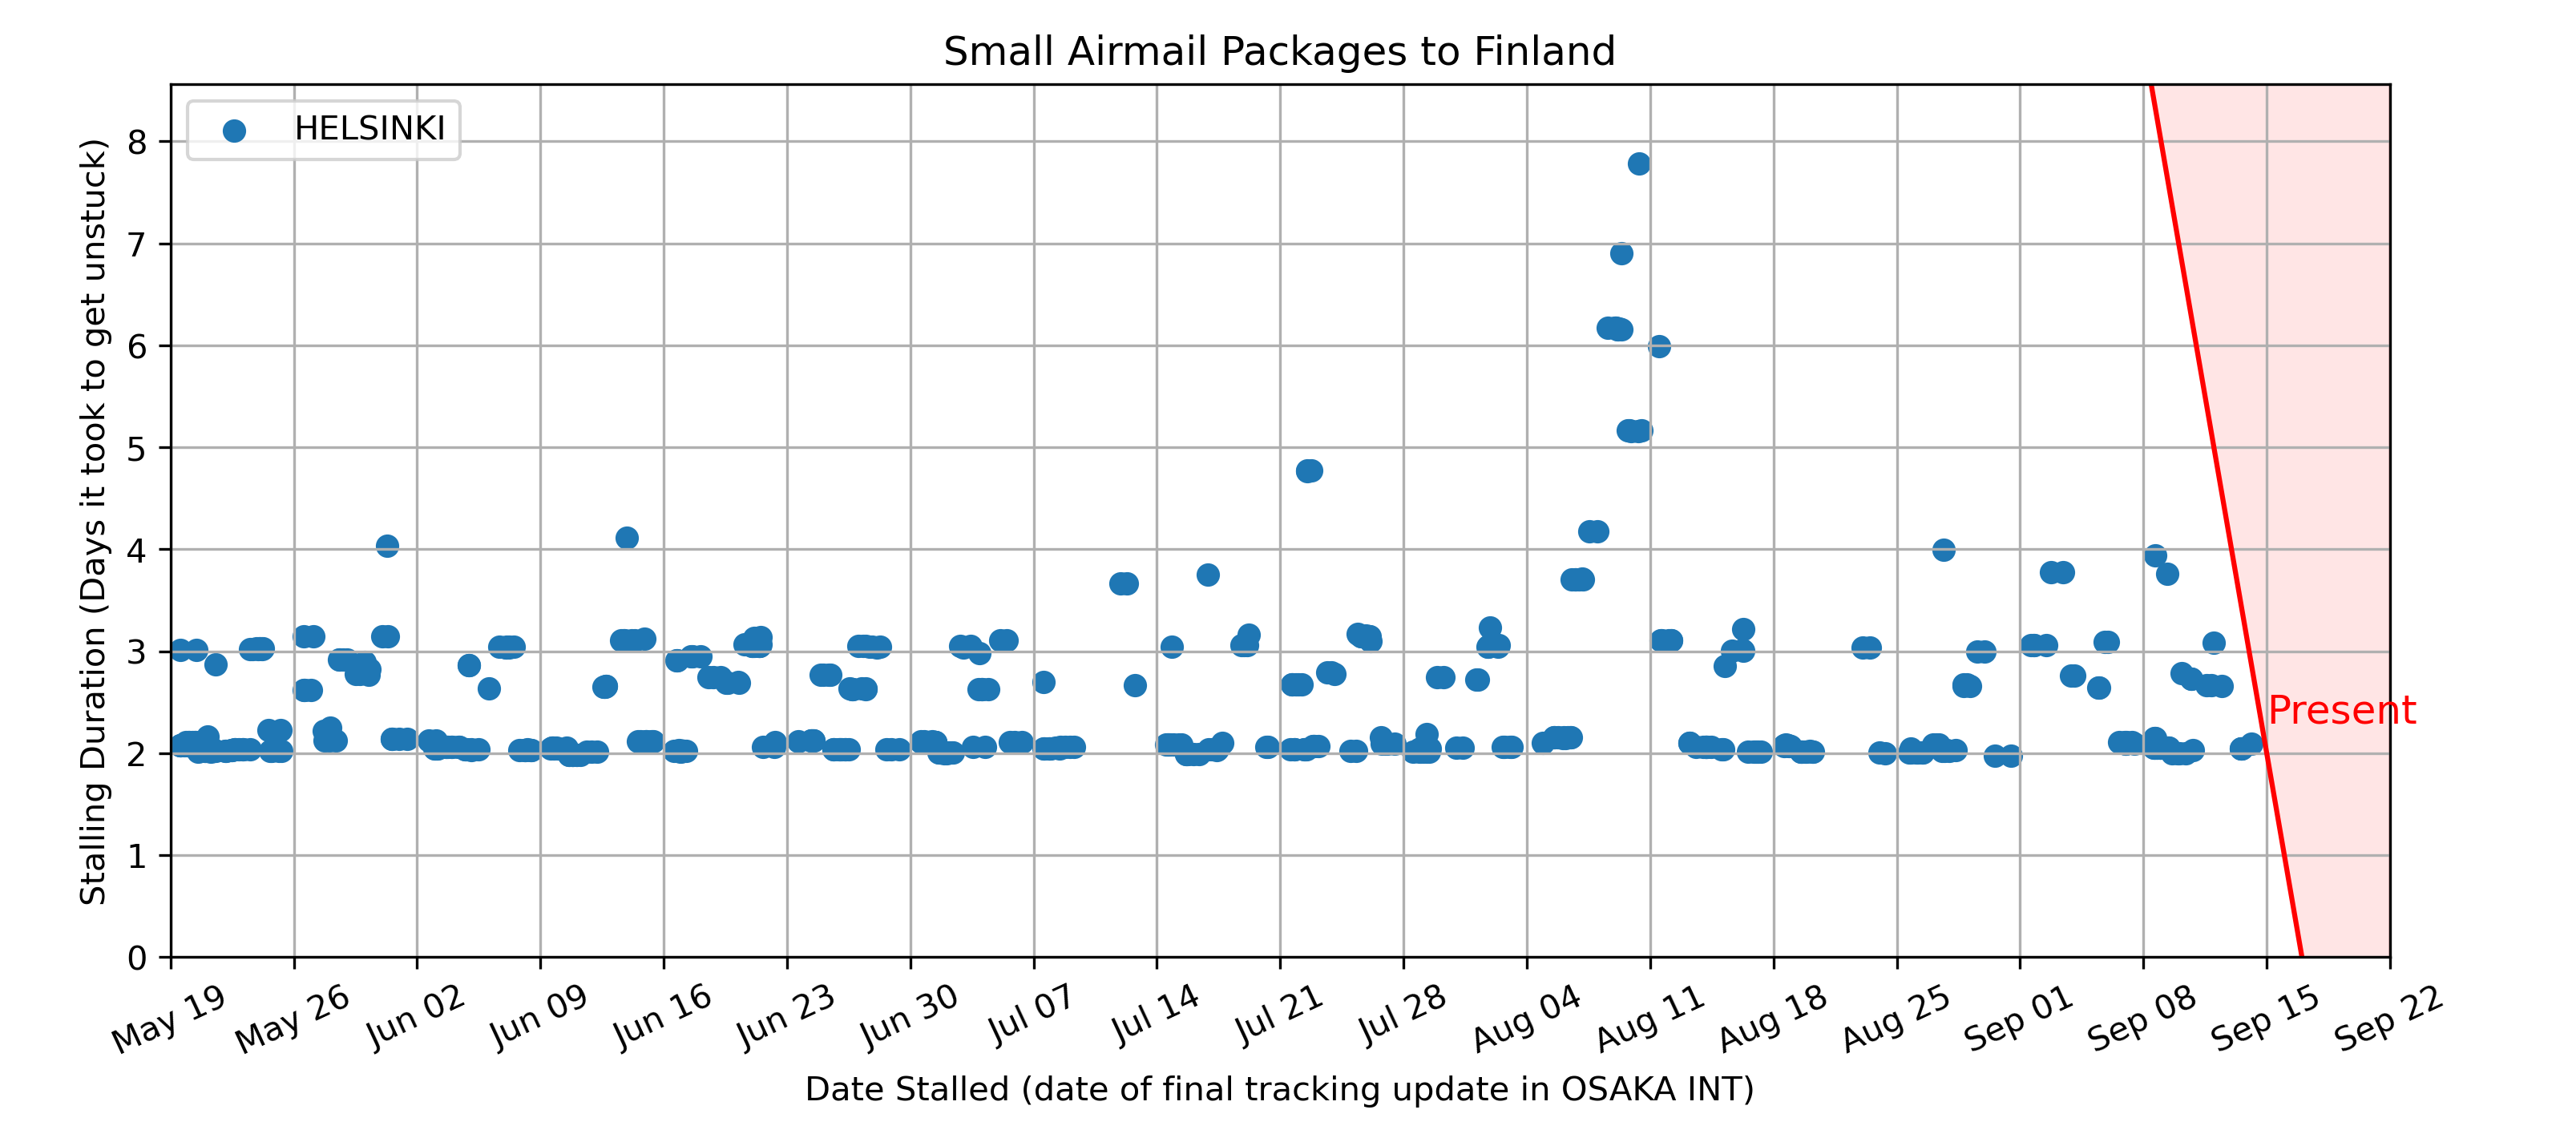 Small Airmail Packages to Finland
HELSINKI
Stalling Duration (Days it took to get unstuck)
8
7
6
5
4
3
2
1
0
Present
May 19
May 26
Jun 02
Jun 09
Jun 16
Jun 23
Jun 30
Jul 07
Jul 14
Jul 21
Jul 28
Aug 04
Aug 11
Aug 18
Aug 25
Sep 01
Sep 08
Sep 15
Sep 22
Date Stalled (date of final tracking update in OSAKA INT)